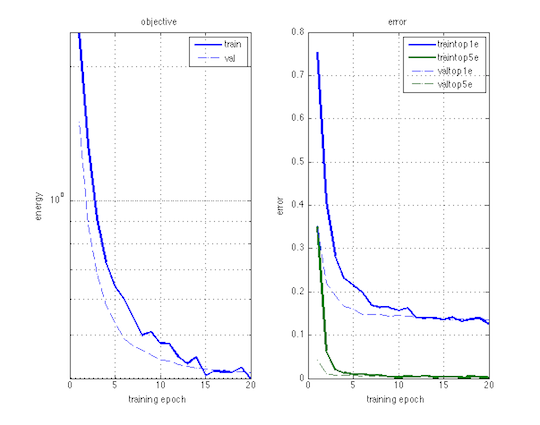 objective
train
val
energy
10⁰
0 5 10 15 20
training epoch
error
traintop1e
traintop5e
valtop1e
valtop5e
error
0.8
0.7
0.6
0.5
0.4
0.3
0.2
0.1
0
0 5 10 15 20
training epoch